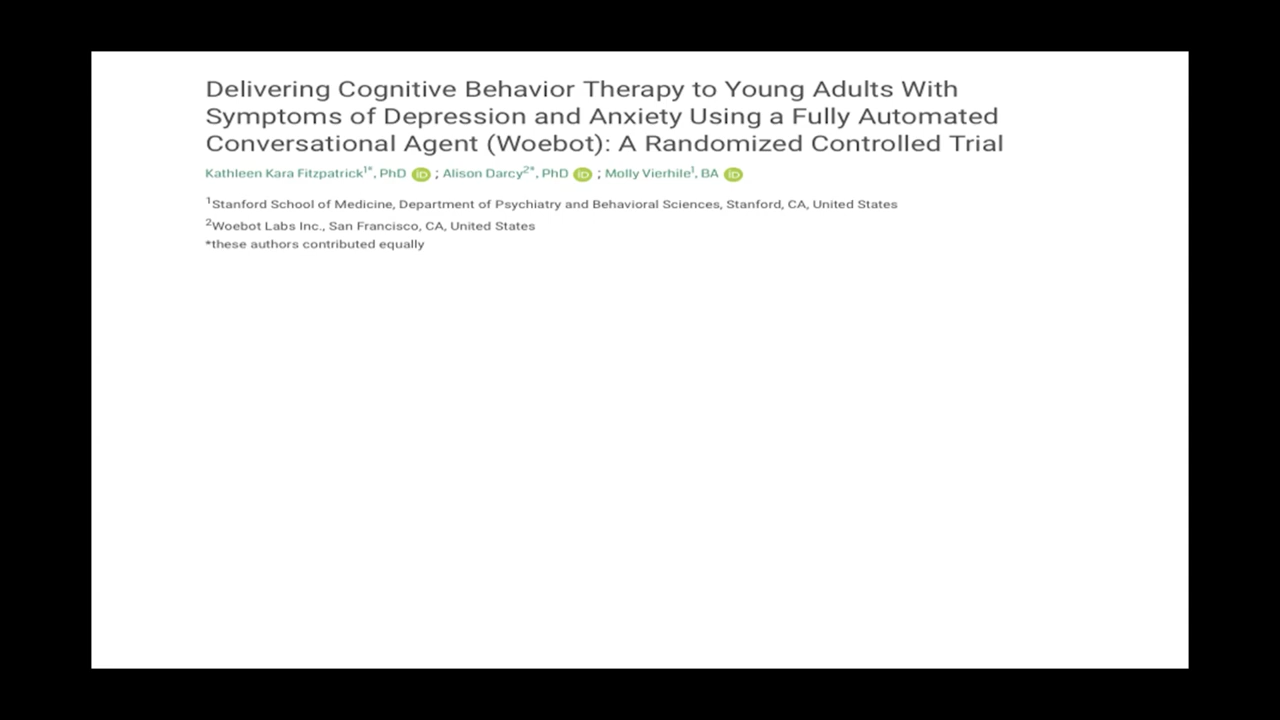 Delivering Cognitive Behavior Therapy to Young Adults With
Symptoms of Depression and Anxiety Using a Fully Automated
Conversational Agent (Woebot): A Randomized Controlled Trial
Kathleen Kara Fitzpatrick1*, PhD iD ; Alison Darcy2*, PhD iD ; Molly Vierhile1, BA iD
1Stanford School of Medicine, Department of Psychiatry and Behavioral Sciences, Stanford, CA, United States
2Woebot Labs Inc., San Francisco, CA, United States
*these authors contributed equally